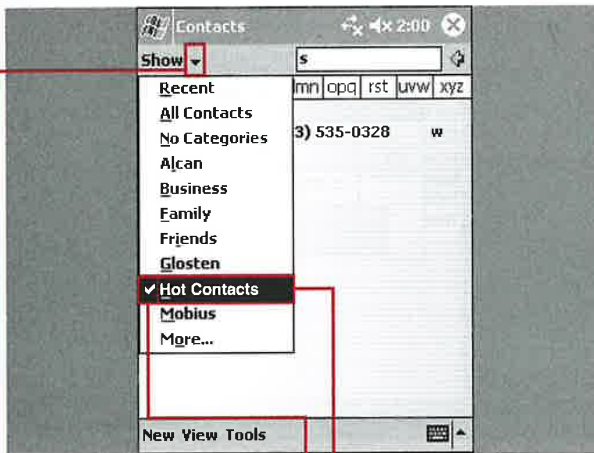 Contacts 2:00
Show s
Recent
lmn opq rst uvw xyz
All Contacts
No Categories
3) 535-0328 w
Alcan
Business
Family
Friends
Glosten
Hot Contacts
Mobius
More...
New View Tools